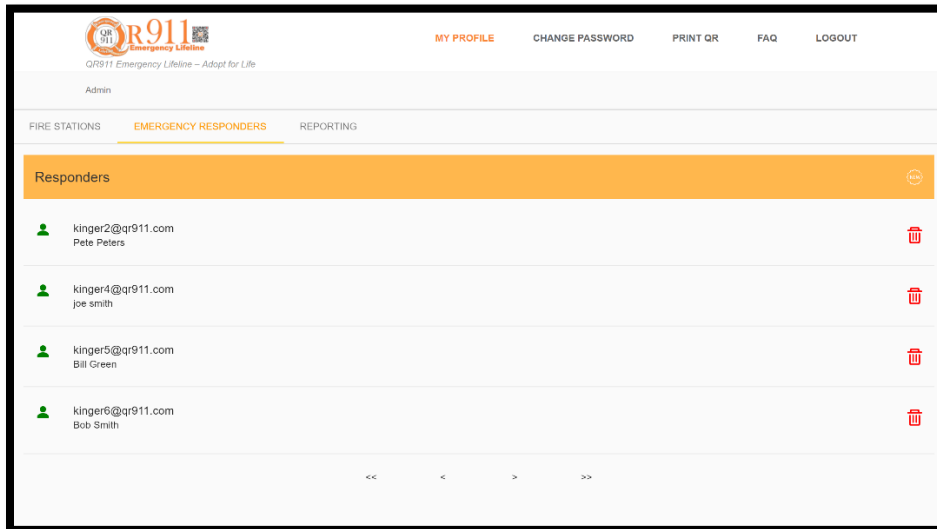 QR 911
QR911
Emergency Lifeline
QR911 Emergency Lifeline – Adopt for Life
MY PROFILE
CHANGE PASSWORD
PRINT QR
FAQ
LOGOUT
Admin
FIRE STATIONS
EMERGENCY RESPONDERS
REPORTING
Responders
kinger2@qr911.com
Pete Peters
kinger4@qr911.com
joe smith
kinger5@qr911.com
Bill Green
kinger6@qr911.com
Bob Smith
<< < > >>